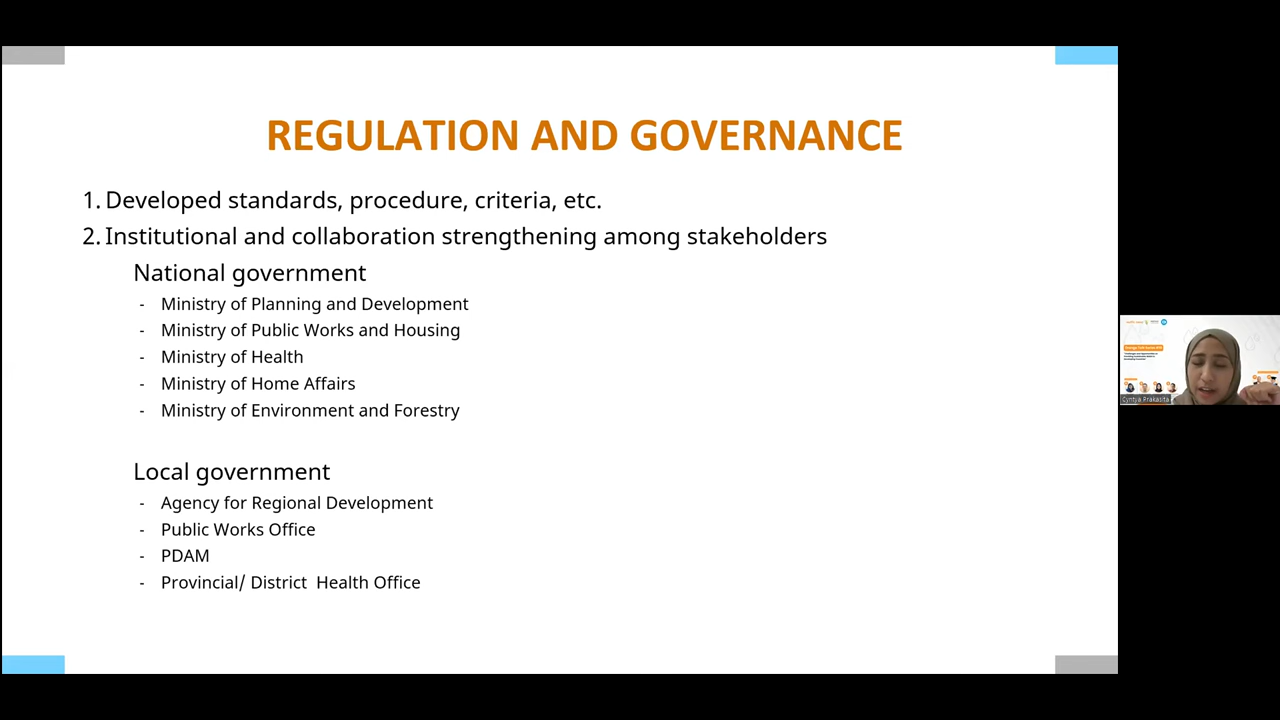 REGULATION AND GOVERNANCE
1. Developed standards, procedure, criteria, etc.
2. Institutional and collaboration strengthening among stakeholders
National government
- Ministry of Planning and Development
- Ministry of Public Works and Housing
- Ministry of Health
- Ministry of Home Affairs
- Ministry of Environment and Forestry
Local government
- Agency for Regional Development
- Public Works Office
- PDAM
- Provincial/ District  Health Office
Cyntya Prakasita